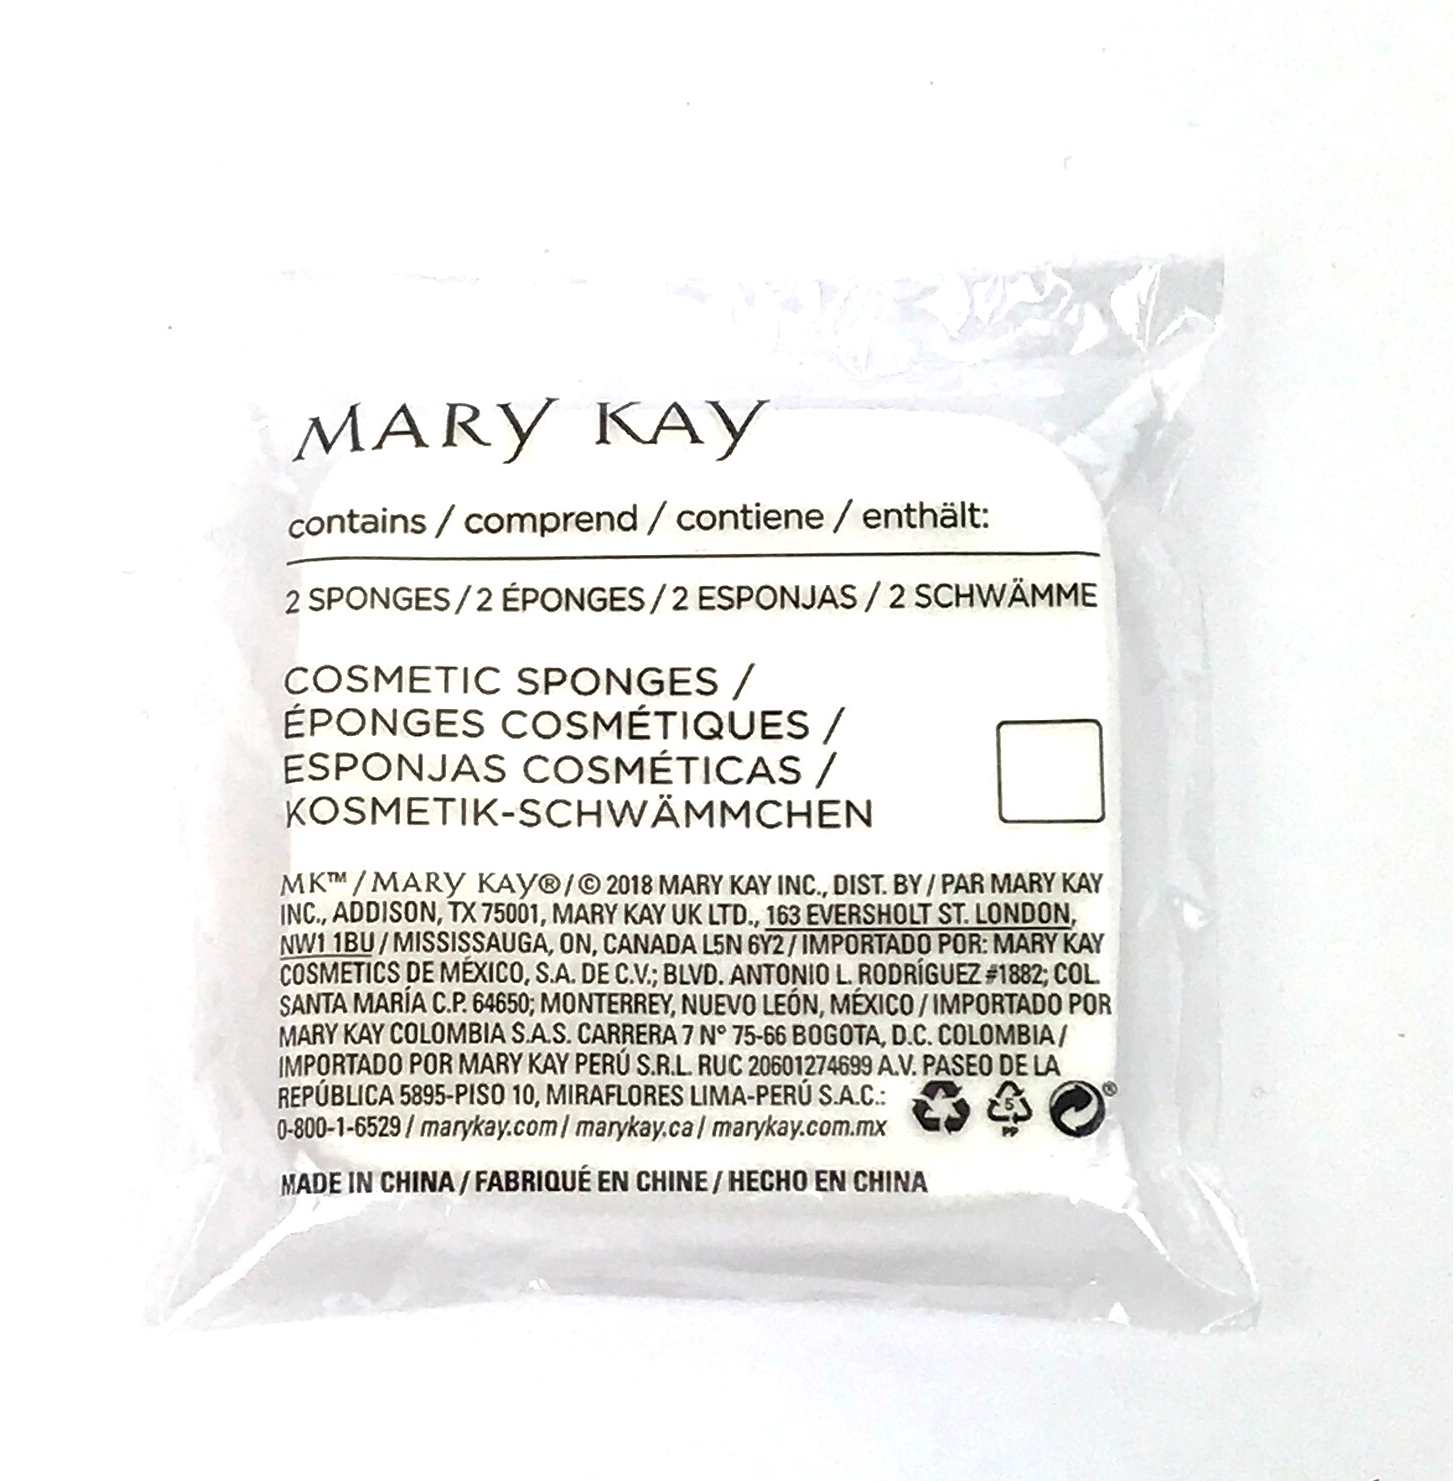 MARY KAY
contains / comprend / contiene / enthält:
2 SPONGES / 2 ÉPONGES / 2 ESPONJAS / 2 SCHWÄMME
COSMETIC SPONGES /
ÉPONGES COSMÉTIQUES /
ESPONJAS COSMÉTICAS /
KOSMETIK-SCHWÄMMCHEN
MK™ / MARY KAY® / © 2018 MARY KAY INC., DIST. BY / PAR MARY KAY
INC., ADDISON, TX 75001, MARY KAY UK LTD., 163 EVERSHOLT ST. LONDON,
NW1 1BU / MISSISSAUGA, ON, CANADA L5N 6Y2 / IMPORTADO POR: MARY KAY
COSMETICS DE MÉXICO, S.A. DE C.V.; BLVD. ANTONIO L. RODRÍGUEZ #1882; COL.
SANTA MARÍA C.P. 64650; MONTERREY, NUEVO LEÓN, MÉXICO / IMPORTADO POR
MARY KAY COLOMBIA S.A.S. CARRERA 7 N° 75-66 BOGOTA, D.C. COLOMBIA /
IMPORTADO POR MARY KAY PERÚ S.R.L. RUC 20601274699 A.V. PASEO DE LA
REPÚBLICA 5895-PISO 10, MIRAFLORES LIMA-PERÚ S.A.C.:
0-800-1-6529 / marykay.com / marykay.ca / marykay.com.mx
5
PP
®
MADE IN CHINA / FABRIQUÉ EN CHINE / HECHO EN CHINA